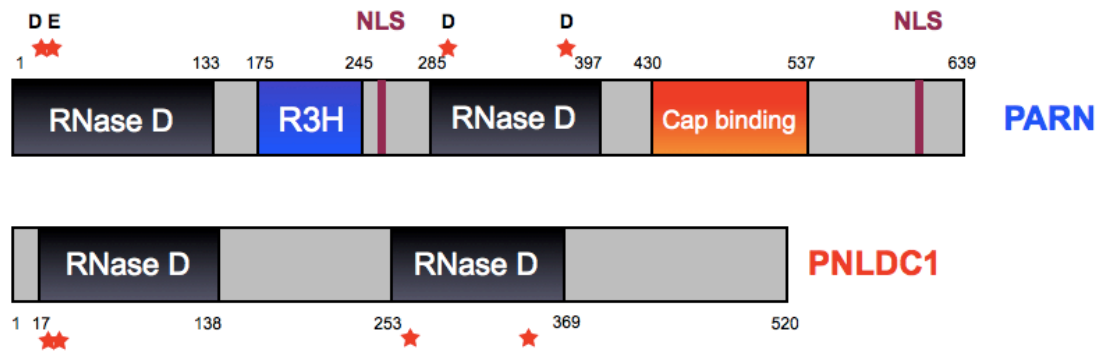 D E NLS D D NLS
1 133 175 245 285 397 430 537 639
RNase D R3H RNase D Cap binding PARN
RNase D RNase D PNLDC1
1 17 138 253 369 520